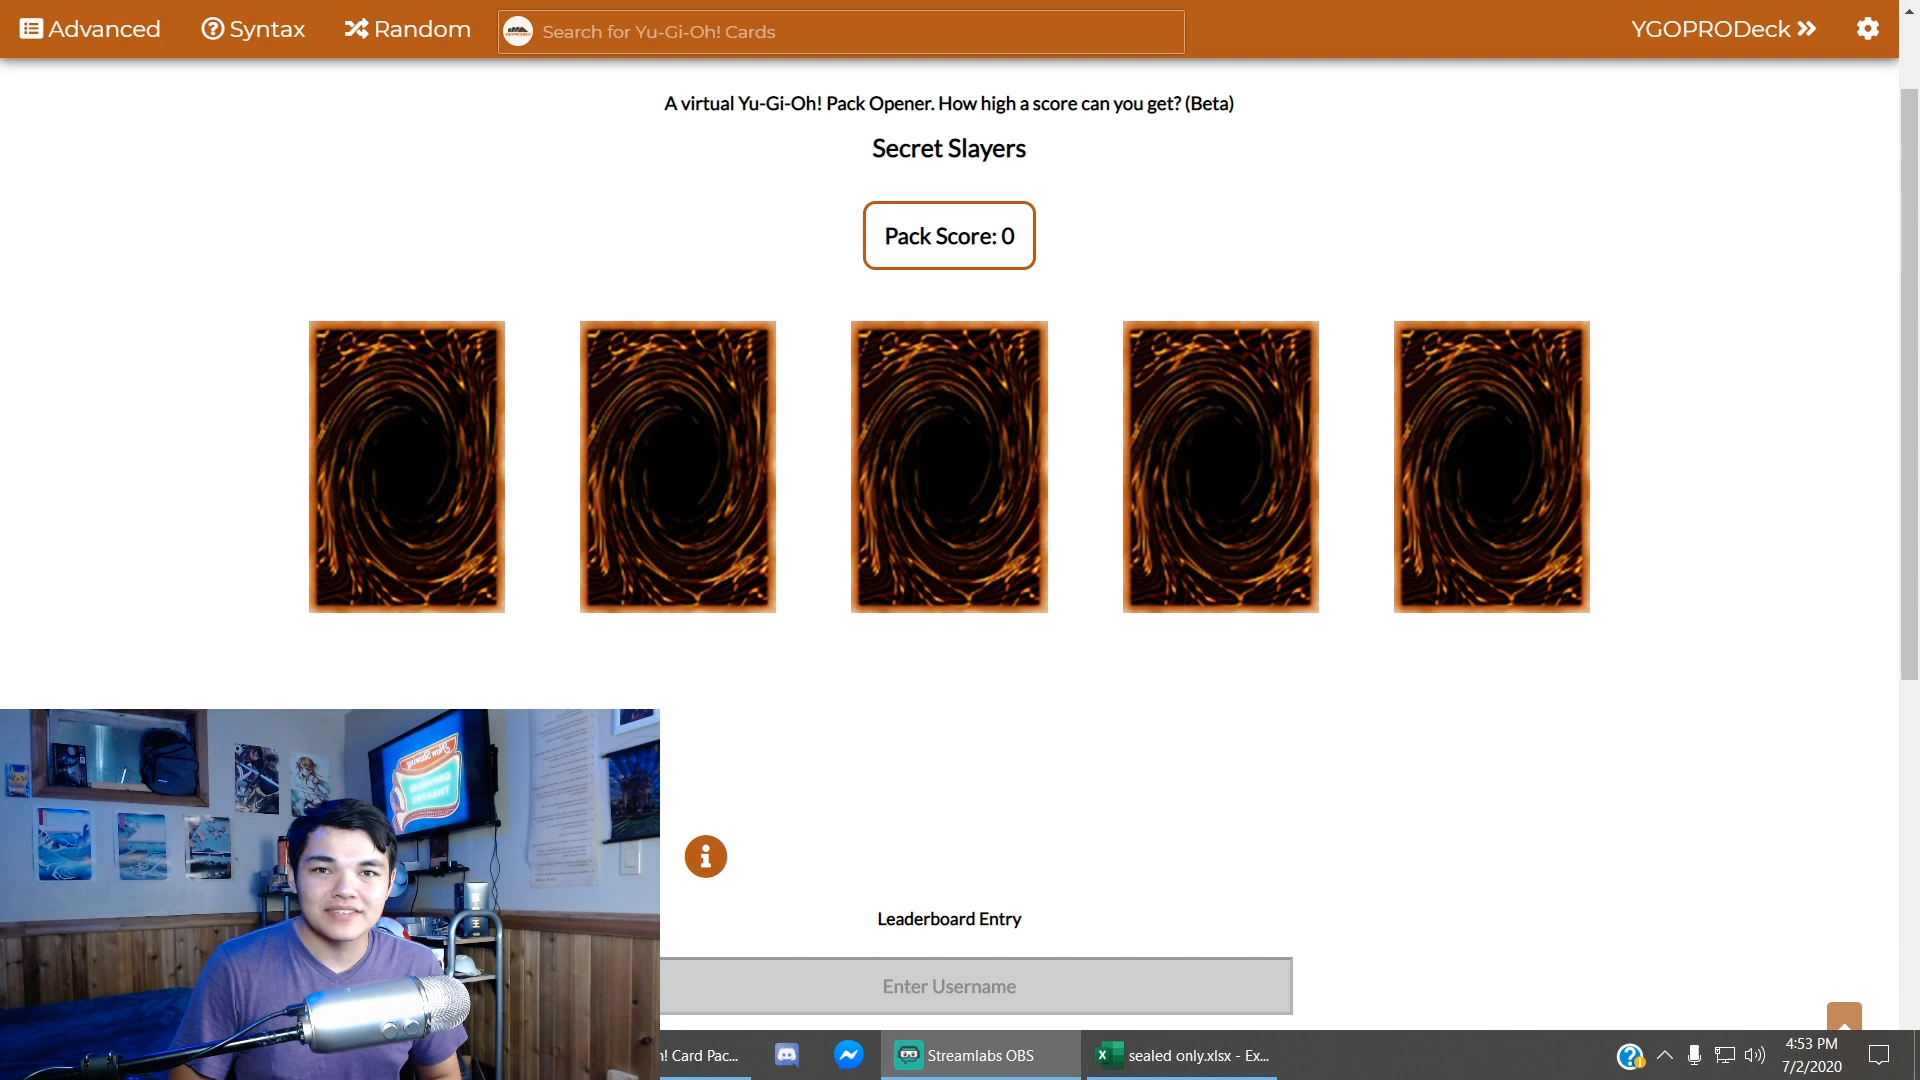 Advanced
Syntax
Random
Search for Yu-Gi-Oh! Cards
YGOPRODeck
A virtual Yu-Gi-Oh! Pack Opener. How high a score can you get? (Beta)
Secret Slayers
Pack Score: 0
Leaderboard Entry
Enter Username
h! Card Pac...
Streamlabs OBS
sealed only.xlsx - Ex...
4:53 PM
7/2/2020